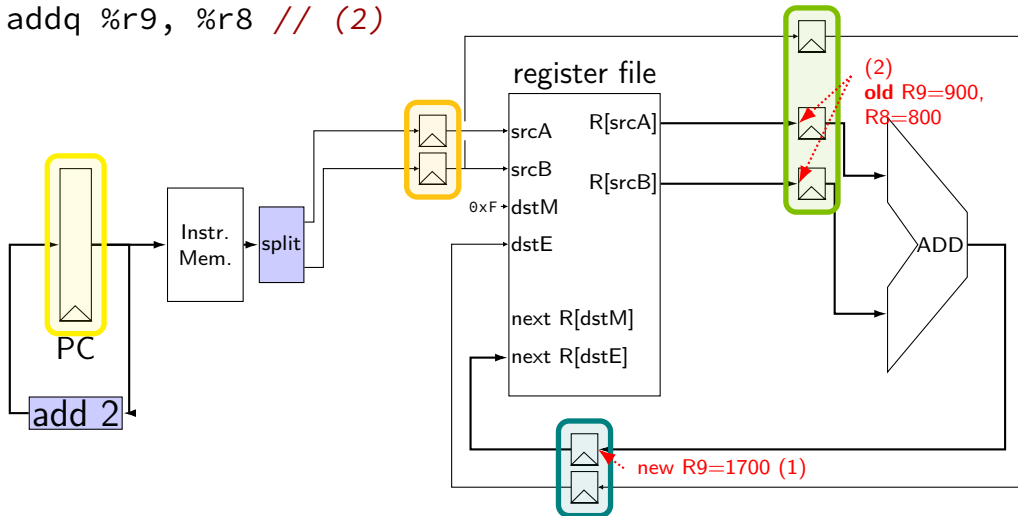 addq %r9, %r8 // (2)
register file
(2)
old R9=900,
R8=800
srcA
R[srcA]
srcB
R[srcB]
0xF
dstM
Instr.
Mem.
split
dstE
ADD
next R[dstM]
next R[dstE]
PC
add 2
new R9=1700 (1)